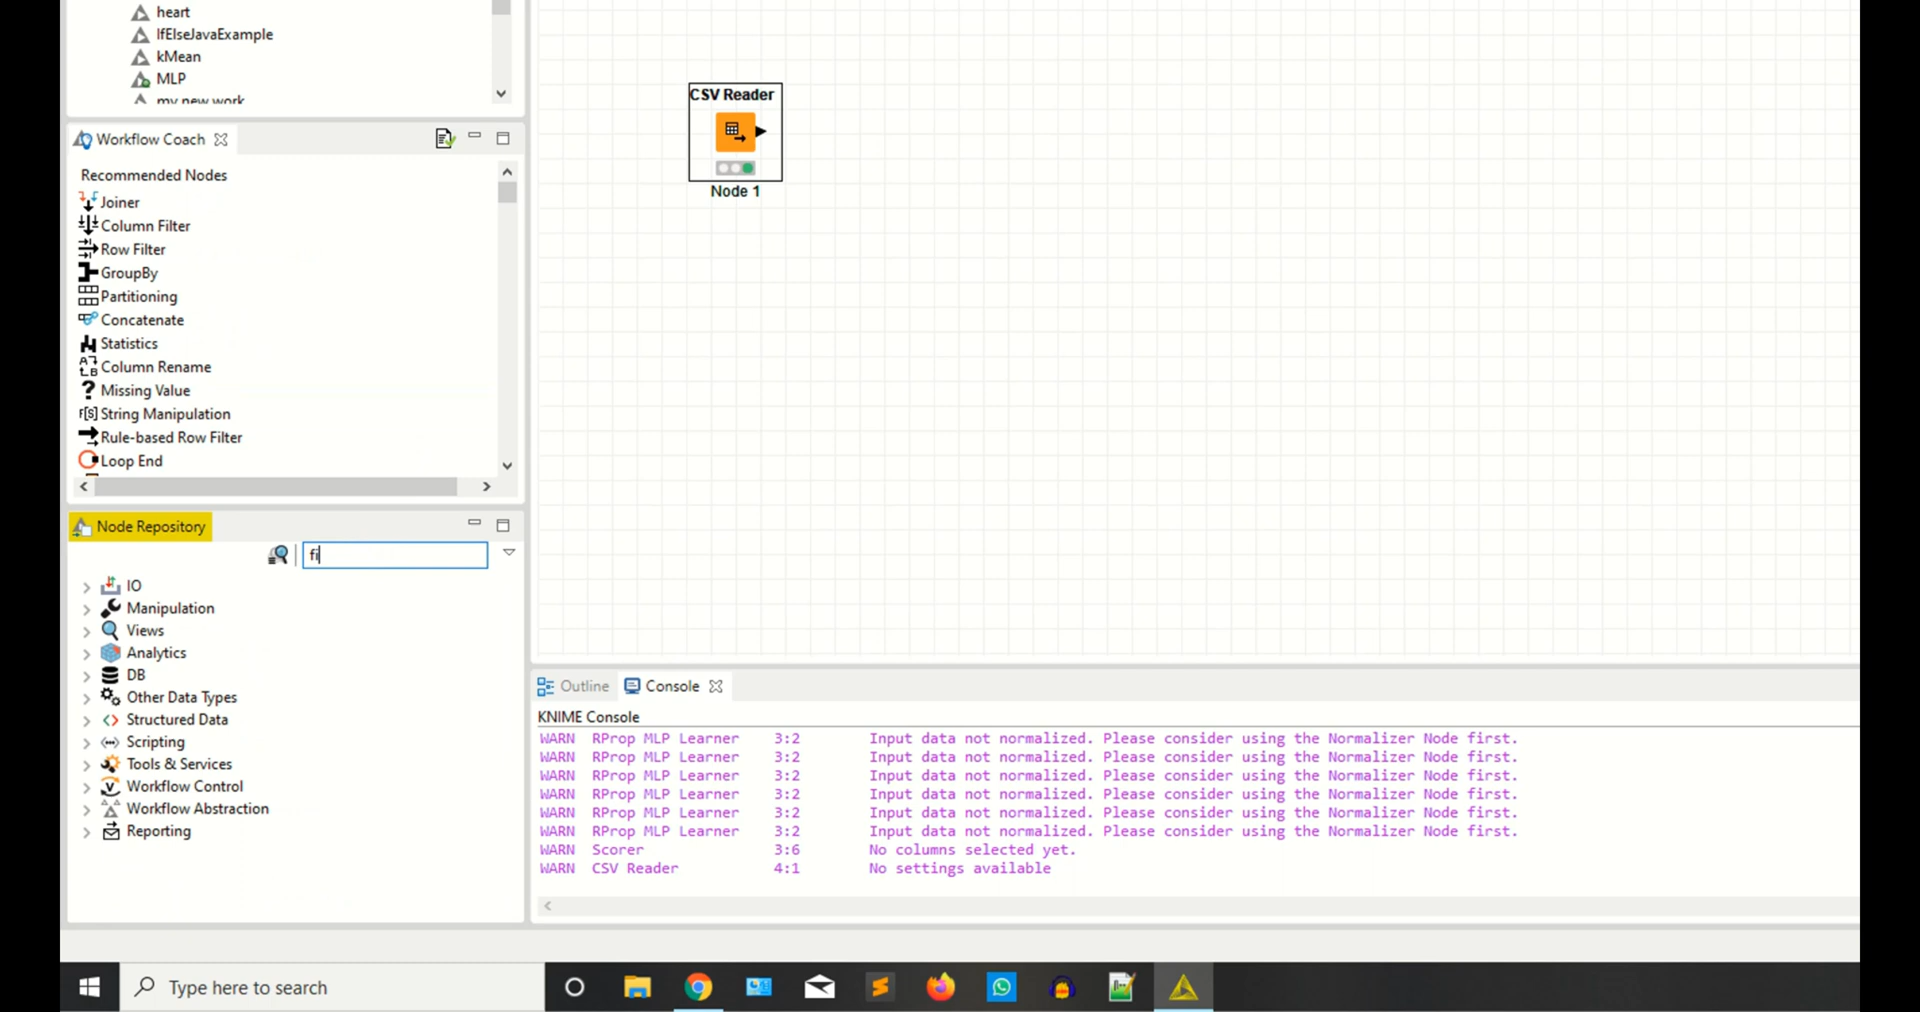 heart
IfElseJavaExample
kMean
MLP
my new work
Workflow Coach
Recommended Nodes
Joiner
Column Filter
Row Filter
GroupBy
Partitioning
Concatenate
Statistics
Column Rename
Missing Value
String Manipulation
Rule-based Row Filter
Loop End
Node Repository
fi
IO
Manipulation
Views
Analytics
DB
Other Data Types
Structured Data
Scripting
Tools & Services
Workflow Control
Workflow Abstraction
Reporting
CSV Reader
Node 1
Outline Console
KNIME Console
WARN RProp MLP Learner 3:2 Input data not normalized. Please consider using the Normalizer Node first.
WARN RProp MLP Learner 3:2 Input data not normalized. Please consider using the Normalizer Node first.
WARN RProp MLP Learner 3:2 Input data not normalized. Please consider using the Normalizer Node first.
WARN RProp MLP Learner 3:2 Input data not normalized. Please consider using the Normalizer Node first.
WARN RProp MLP Learner 3:2 Input data not normalized. Please consider using the Normalizer Node first.
WARN RProp MLP Learner 3:2 Input data not normalized. Please consider using the Normalizer Node first.
WARN Scorer 3:6 No columns selected yet.
WARN CSV Reader 4:1 No settings available
Type here to search